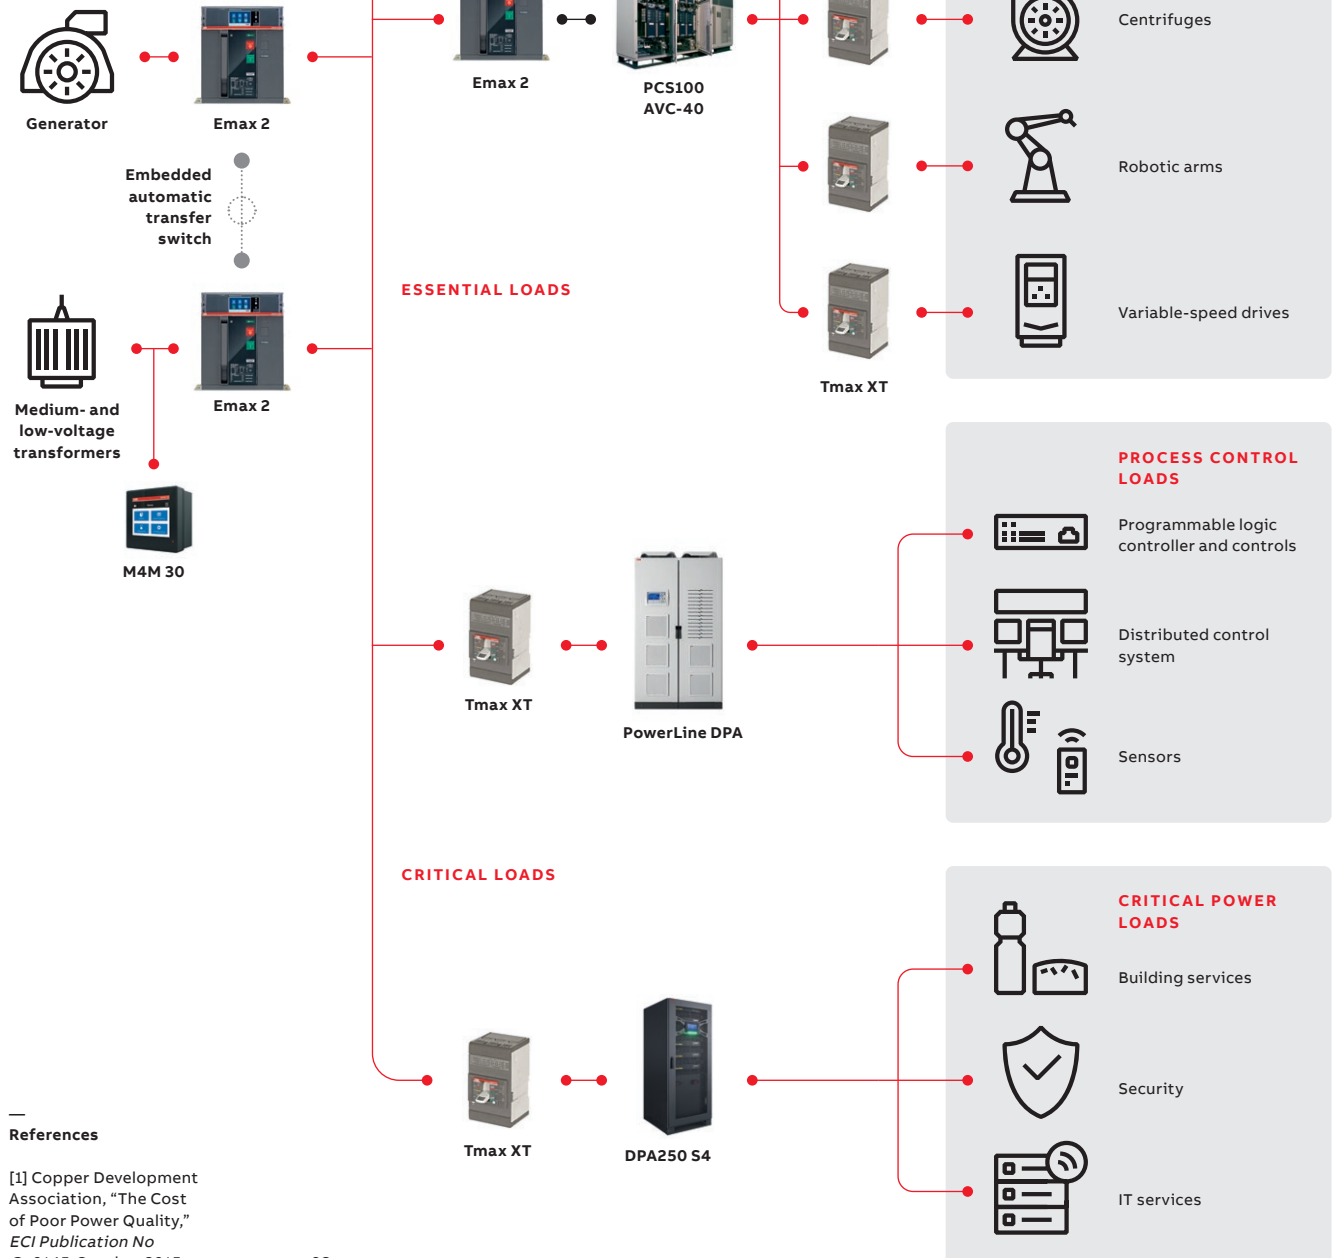 Generator
Emax 2
Embedded
automatic
transfer
switch
Medium- and
low-voltage
transformers
Emax 2
M4M 30
Emax 2
PCS100
AVC-40
Centrifuges
Robotic arms
Variable-speed drives
Tmax XT
ESSENTIAL LOADS
PROCESS CONTROL
LOADS
Programmable logic
controller and controls
Distributed control
system
Sensors
Tmax XT
PowerLine DPA
CRITICAL LOADS
CRITICAL POWER
LOADS
Building services
Security
IT services
Tmax XT
DPA250 S4
—
References
[1] Copper Development
Association, “The Cost
of Poor Power Quality,”
ECI Publication No